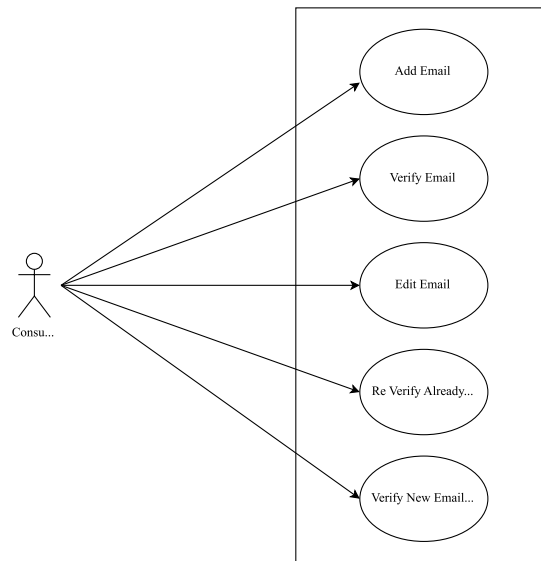 Add Email
Verify Email
Edit Email
Consu...
Re Verify Already...
Verify New Email...